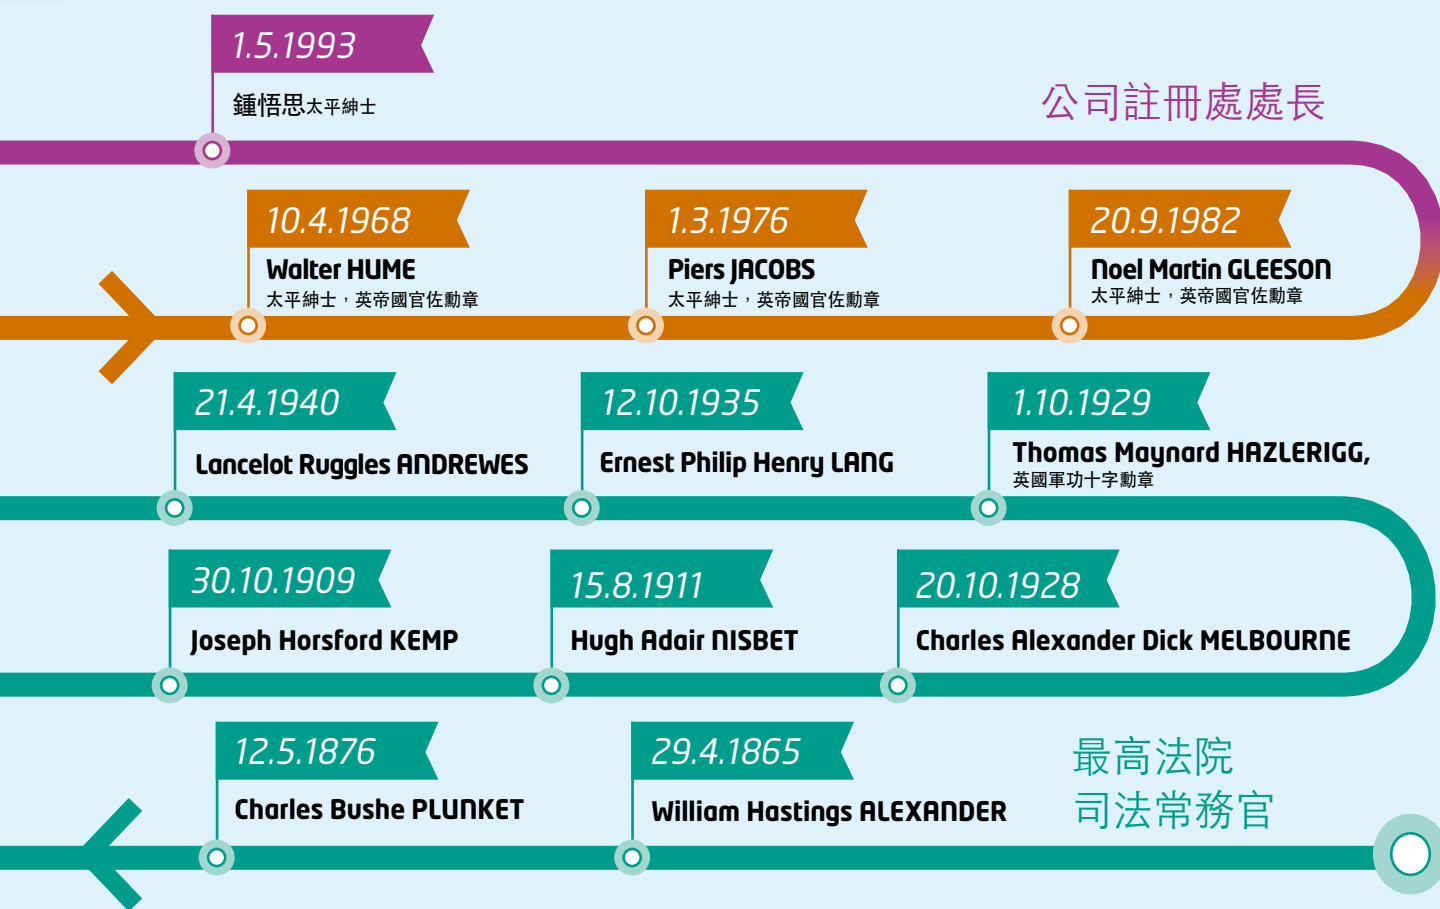 1.5.1993
鍾悟思太平紳士
公司註冊處處長
10.4.1968
Walter HUME
太平紳士，英帝國官佐勳章
1.3.1976
Piers JACOBS
太平紳士，英帝國官佐勳章
20.9.1982
Noel Martin GLEESON
太平紳士，英帝國官佐勳章
21.4.1940
Lancelot Ruggles ANDREWES
12.10.1935
Ernest Philip Henry LANG
1.10.1929
Thomas Maynard HAZLERIGG,
英國軍功十字勳章
30.10.1909
Joseph Horsford KEMP
15.8.1911
Hugh Adair NISBET
20.10.1928
Charles Alexander Dick MELBOURNE
12.5.1876
Charles Bushe PLUNKET
29.4.1865
William Hastings ALEXANDER
最高法院
司法常務官